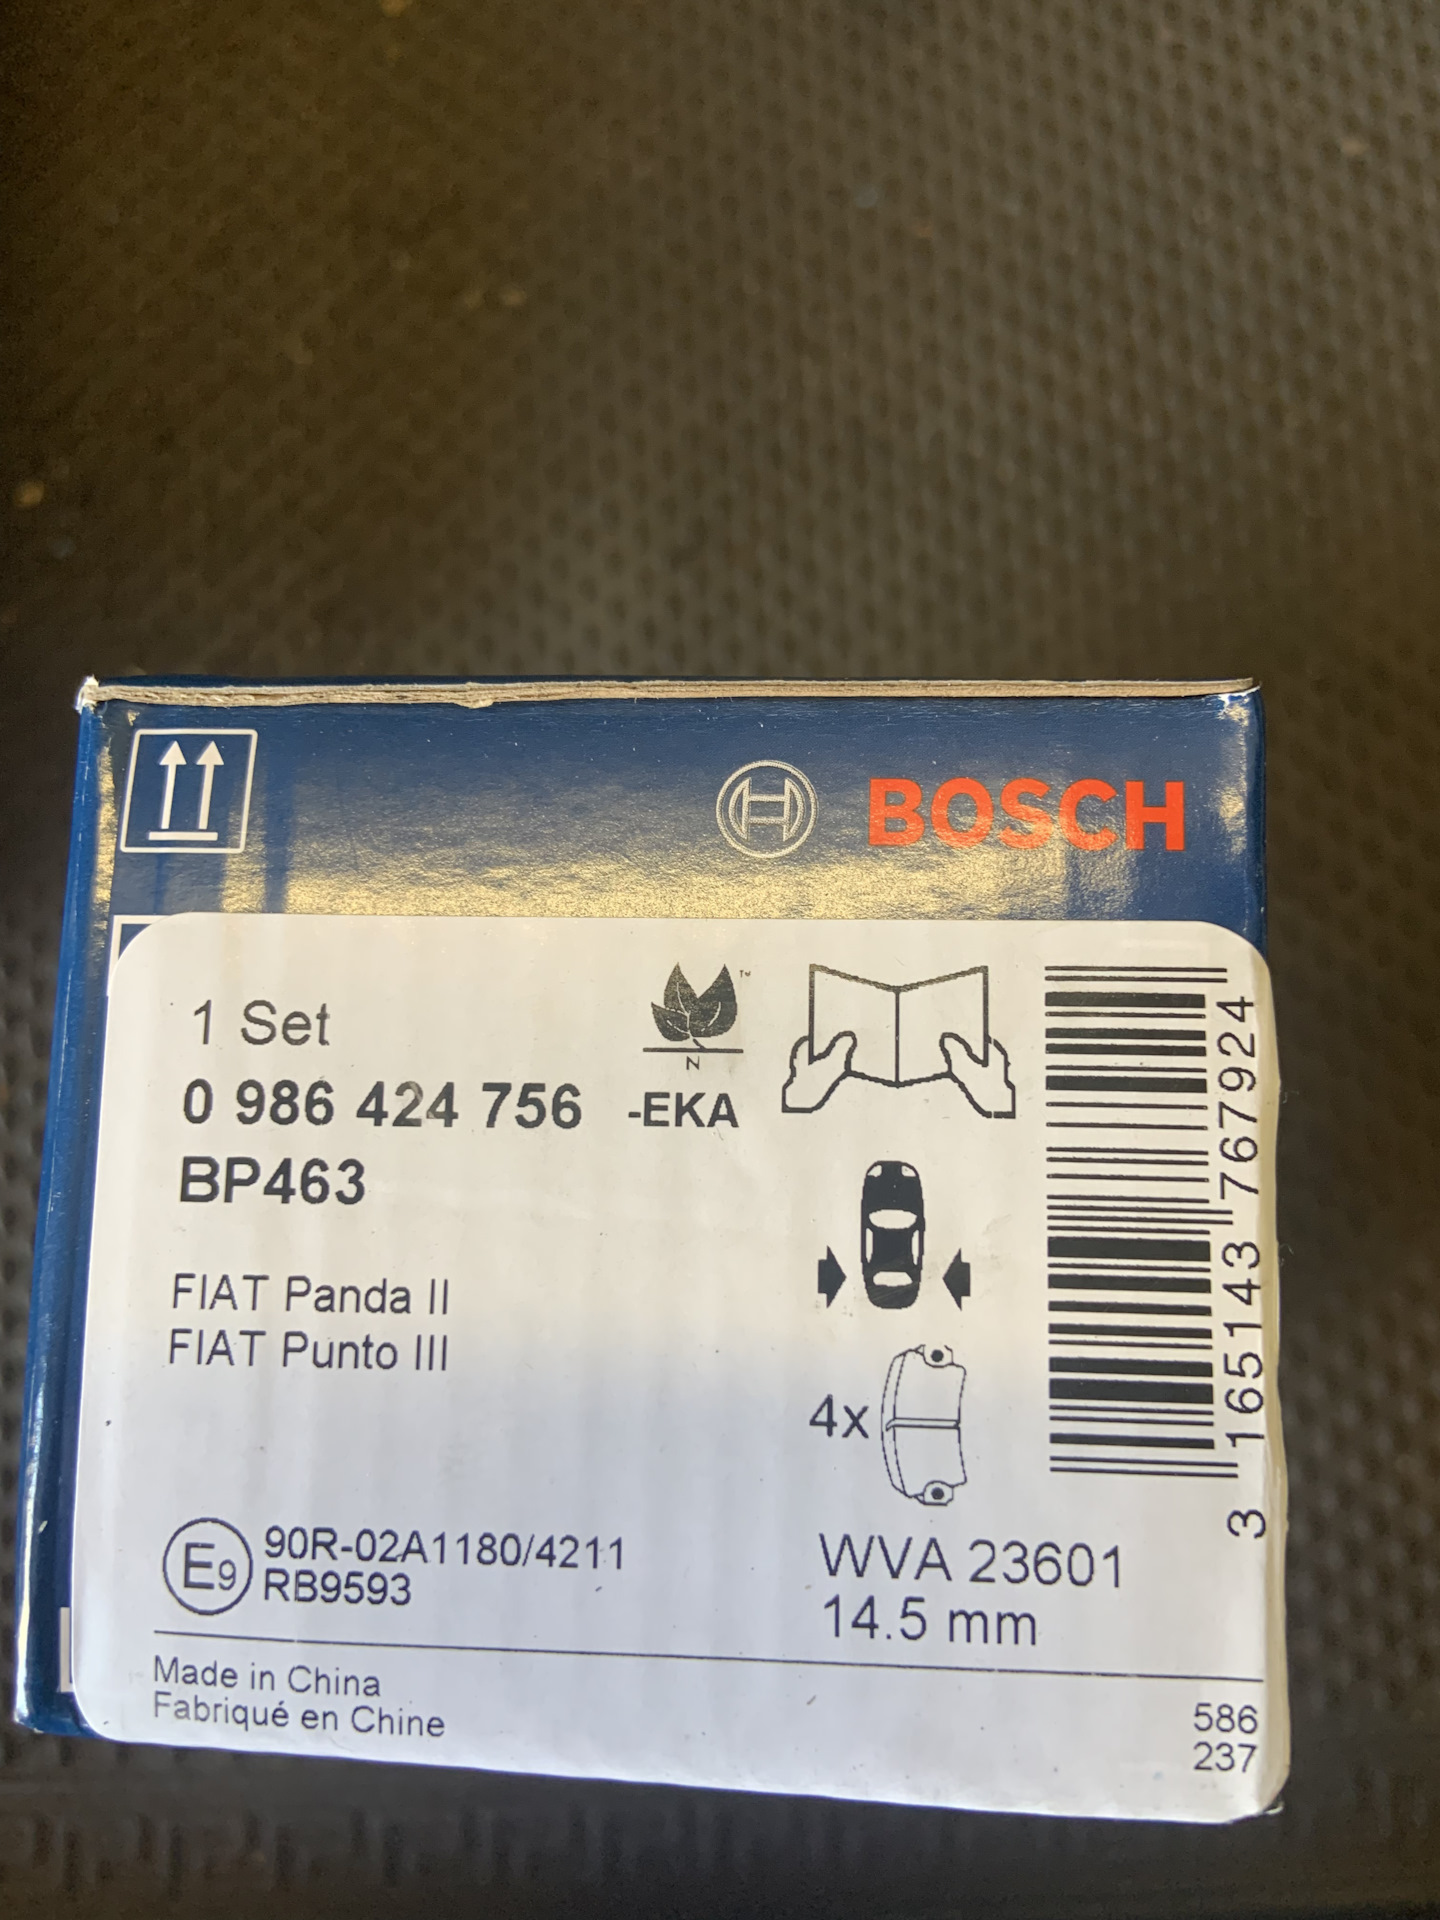 BOSCH
1 Set
TM
N
0 986 424 756 -EKA
BP463
FIAT Panda II
FIAT Punto III
4x
E9
90R-02A1180/4211
RB9593
WVA 23601
14.5 mm
3 165143 767924
Made in China
Fabriqué en Chine
586
237